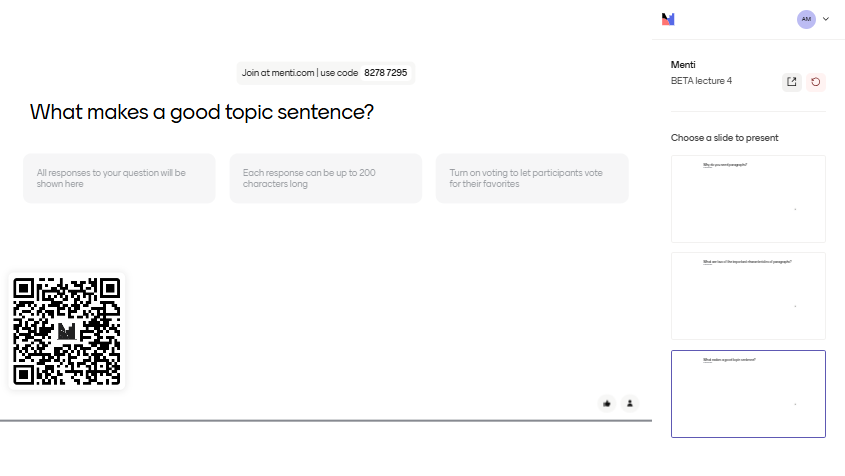 Join at menti.com | use code 8278 7295
What makes a good topic sentence?
All responses to your question will be
shown here
Each response can be up to 200
characters long
Turn on voting to let participants vote
for their favorites
AM
Menti
BETA lecture 4
Choose a slide to present
Why do you need paragraphs?
What are two of the important characteristics of paragraphs?
What makes a good topic sentence?